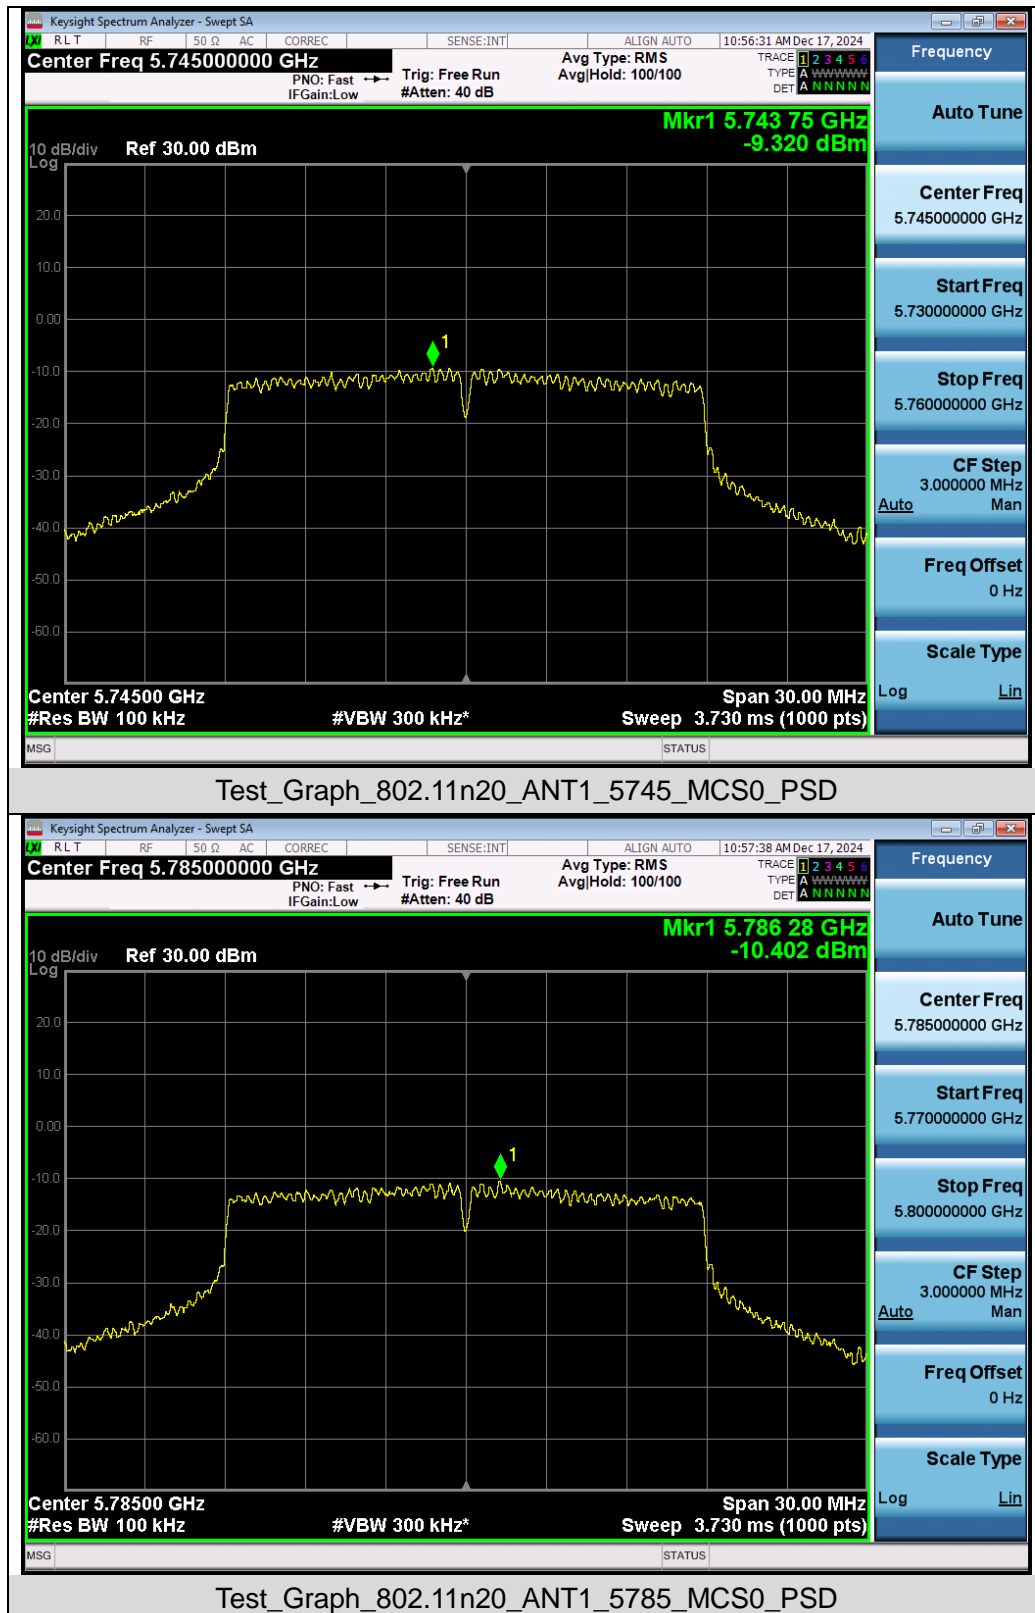 Keysight Spectrum Analyzer - Swept SA
LXI RLT RF 50 Ω AC CORREC SENSE:INT ALIGN AUTO 10:56:31 AM Dec 17, 2024
Center Freq 5.745000000 GHz
PNO: Fast
IFGain:Low
Trig: Free Run
#Atten: 40 dB
Avg Type: RMS
Avg|Hold: 100/100
TRACE 1 2 3 4 5 6
TYPE A WWWWW
DET A N N N N N
Mkr1 5.743 75 GHz
-9.320 dBm
10 dB/div Ref 30.00 dBm
Log
20.0
10.0
0.00
-10.0
-20.0
-30.0
-40.0
-50.0
-60.0
1
Center 5.74500 GHz Span 30.00 MHz
#Res BW 100 kHz #VBW 300 kHz* Sweep 3.730 ms (1000 pts)
MSG STATUS
Frequency
Auto Tune
Center Freq
5.745000000 GHz
Start Freq
5.730000000 GHz
Stop Freq
5.760000000 GHz
CF Step
3.000000 MHz
Auto Man
Freq Offset
0 Hz
Scale Type
Log Lin
Test_Graph_802.11n20_ANT1_5745_MCS0_PSD
Keysight Spectrum Analyzer - Swept SA
LXI RLT RF 50 Ω AC CORREC SENSE:INT ALIGN AUTO 10:57:38 AM Dec 17, 2024
Center Freq 5.785000000 GHz
PNO: Fast
IFGain:Low
Trig: Free Run
#Atten: 40 dB
Avg Type: RMS
Avg|Hold: 100/100
TRACE 1 2 3 4 5 6
TYPE A WWWWW
DET A N N N N N
Mkr1 5.786 28 GHz
-10.402 dBm
10 dB/div Ref 30.00 dBm
Log
20.0
10.0
0.00
-10.0
-20.0
-30.0
-40.0
-50.0
-60.0
1
Center 5.78500 GHz Span 30.00 MHz
#Res BW 100 kHz #VBW 300 kHz* Sweep 3.730 ms (1000 pts)
MSG STATUS
Frequency
Auto Tune
Center Freq
5.785000000 GHz
Start Freq
5.770000000 GHz
Stop Freq
5.800000000 GHz
CF Step
3.000000 MHz
Auto Man
Freq Offset
0 Hz
Scale Type
Log Lin
Test_Graph_802.11n20_ANT1_5785_MCS0_PSD